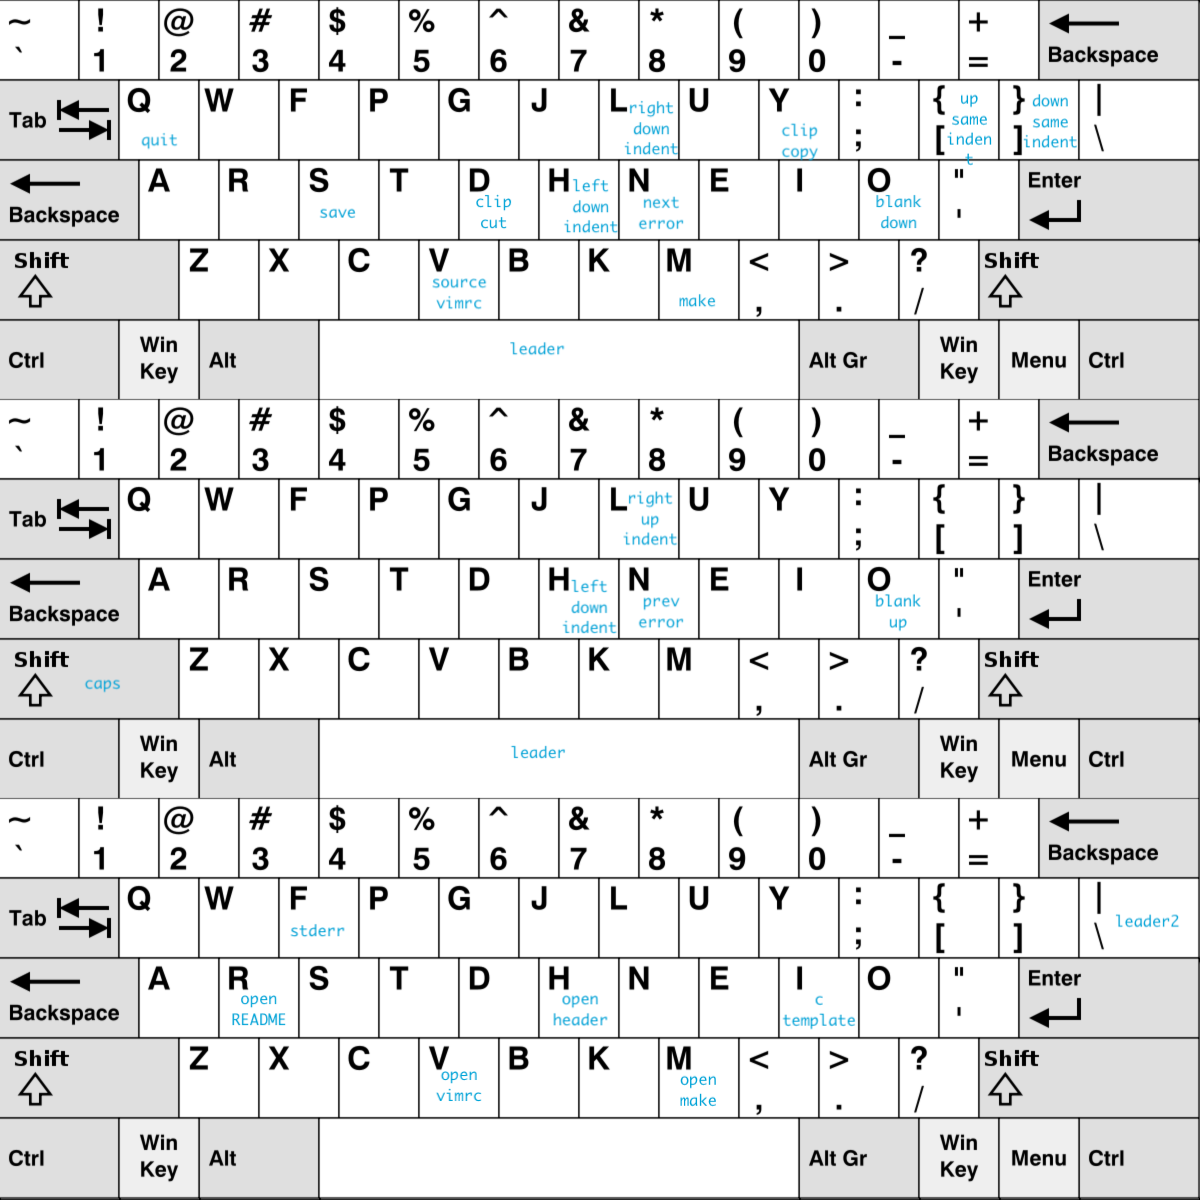 ~ ! @ # $ % ^ & * ( ) _ +
` 1 2 3 4 5 6 7 8 9 0 - = Backspace
Tab Q W F P G J L U Y : { } |
; [ ] \
quit
right
down
indent
clip
copy
up
same
inden
t
down
same
indent
Backspace A R S T D H N E I O " Enter
'
save
clip
cut
left
down
indent
next
error
blank
down
Shift Z X C V B K M < > ? Shift
, . /
source
vimrc
make
Ctrl Win Key Alt leader Alt Gr Win Key Menu Ctrl
~ ! @ # $ % ^ & * ( ) _ +
` 1 2 3 4 5 6 7 8 9 0 - = Backspace
Tab Q W F P G J L U Y : { } |
; [ ] \
right
up
indent
Backspace A R S T D H N E I O " Enter
'
left
down
indent
prev
error
blank
up
Shift caps Z X C V B K M < > ? Shift
, . /
Ctrl Win Key Alt leader Alt Gr Win Key Menu Ctrl
~ ! @ # $ % ^ & * ( ) _ +
` 1 2 3 4 5 6 7 8 9 0 - = Backspace
Tab Q W F P G J L U Y : { } |
; [ ] \
stderr
leader2
Backspace A R S T D H N E I O " Enter
'
open
README
open
header
c
template
Shift Z X C V B K M < > ? Shift
, . /
open
vimrc
open
make
Ctrl Win Key Alt Alt Gr Win Key Menu Ctrl